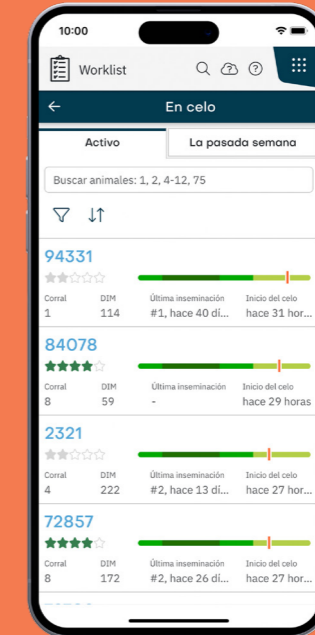 10:00
Worklist
En celo
Activo La pasada semana
Buscar animales: 1, 2, 4-12, 75
94331
Corral DIM Última inseminación Inicio del celo
1 114 #1, hace 40 dí... hace 31 hor...
84078
Corral DIM Última inseminación Inicio del celo
8 59 - hace 29 horas
2321
Corral DIM Última inseminación Inicio del celo
4 222 #2, hace 13 dí... hace 27 hor...
72857
Corral DIM Última inseminación Inicio del celo
8 172 #2, hace 26 dí... hace 27 hor...